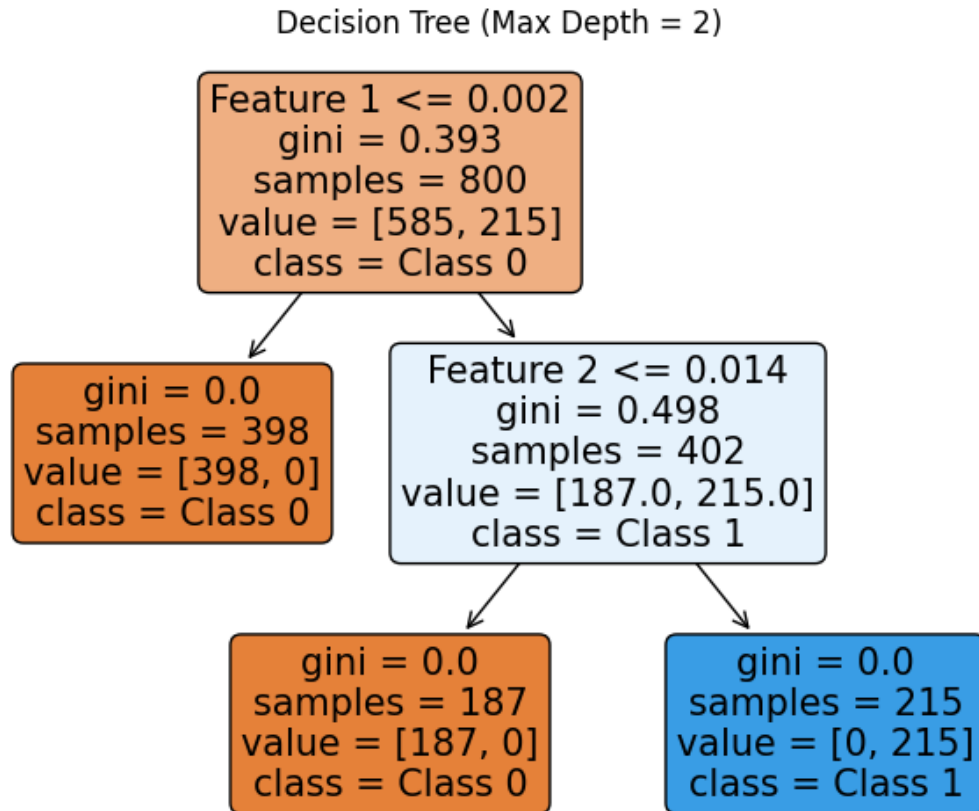 Decision Tree (Max Depth = 2)
Feature 1 <= 0.002
gini = 0.393
samples = 800
value = [585, 215]
class = Class 0
gini = 0.0
samples = 398
value = [398, 0]
class = Class 0
Feature 2 <= 0.014
gini = 0.498
samples = 402
value = [187.0, 215.0]
class = Class 1
gini = 0.0
samples = 187
value = [187, 0]
class = Class 0
gini = 0.0
samples = 215
value = [0, 215]
class = Class 1